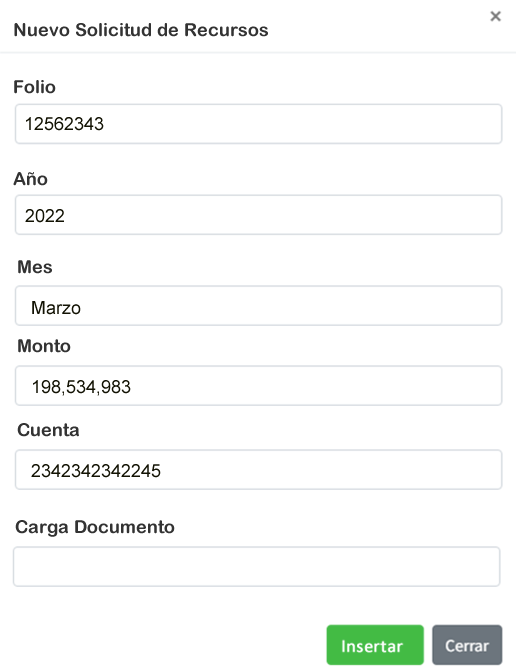 Nuevo Solicitud de Recursos
×
Folio
12562343
Año
2022
Mes
Marzo
Monto
198,534,983
Cuenta
2342342342245
Carga Documento
Insertar
Cerrar